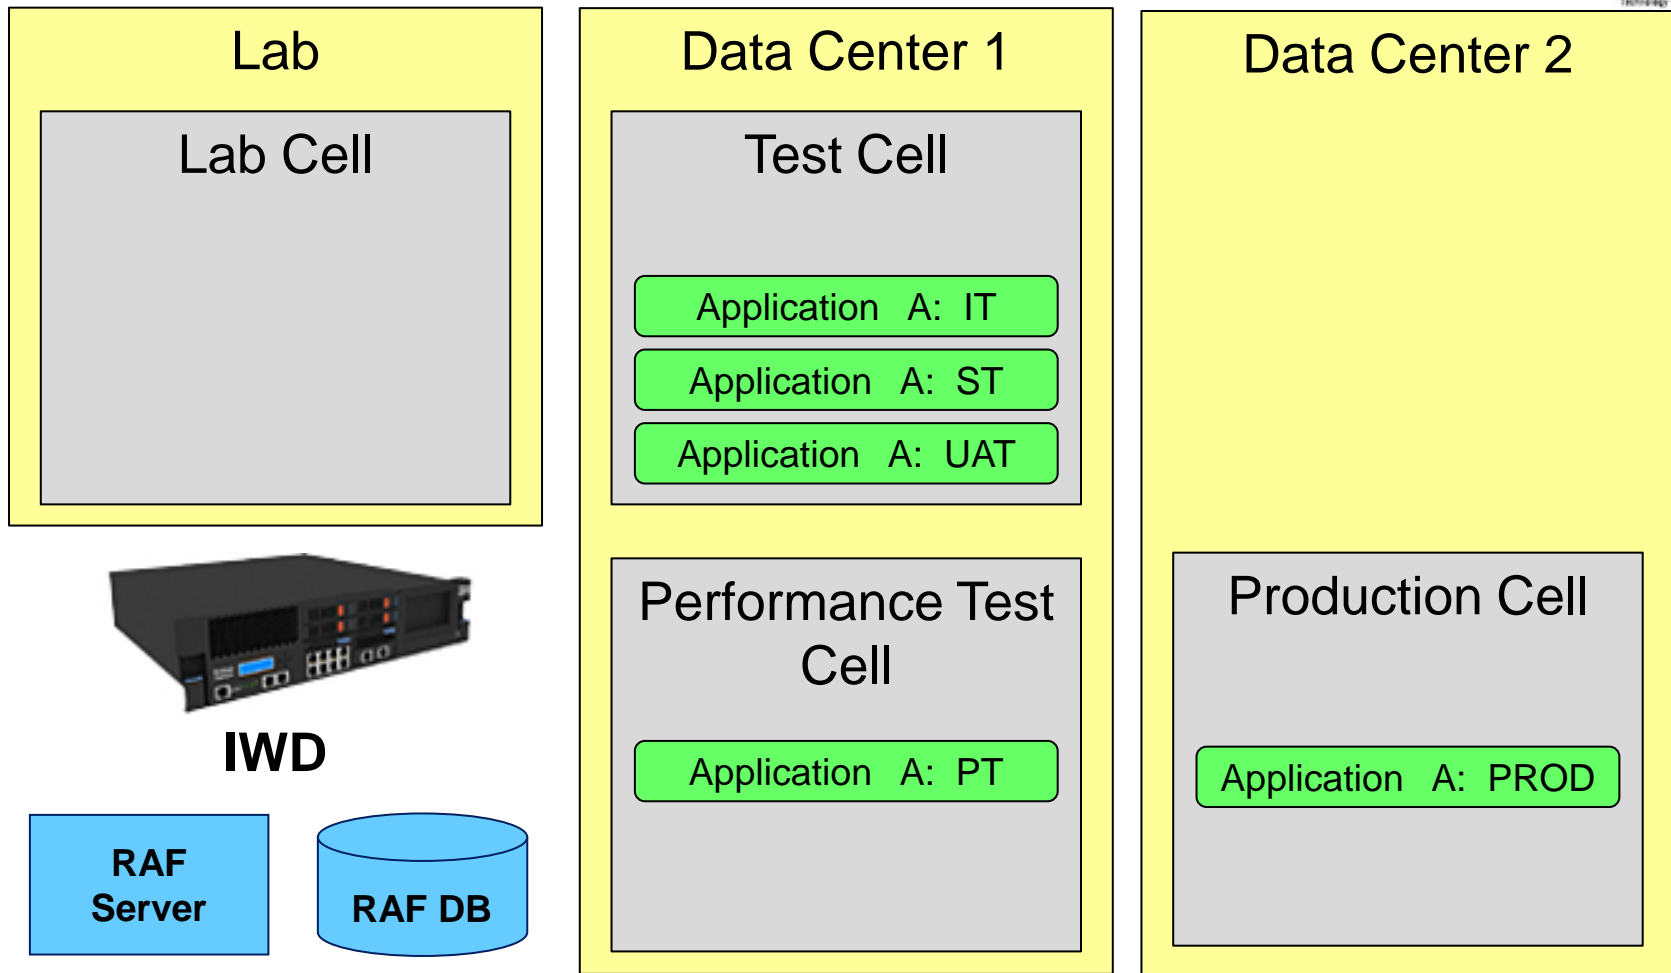 Technology
Lab
Lab Cell
IWD
RAF
Server
RAF DB
Data Center 1
Test Cell
Application A: IT
Application A: ST
Application A: UAT
Performance Test
Cell
Application A: PT
Data Center 2
Production Cell
Application A: PROD